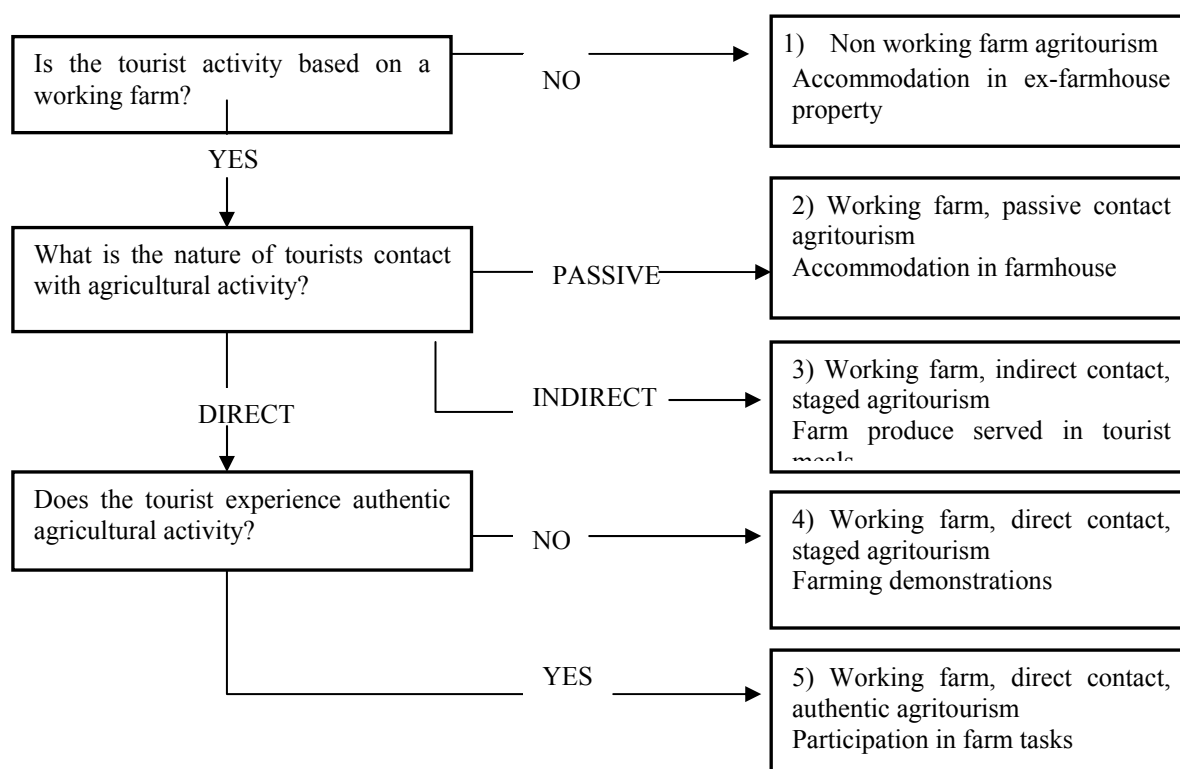 Is the tourist activity based on a
working farm?
NO
1) Non working farm agritourism
Accommodation in ex-farmhouse
property
YES
What is the nature of tourists contact
with agricultural activity?
PASSIVE
2) Working farm, passive contact
agritourism
Accommodation in farmhouse
INDIRECT
3) Working farm, indirect contact,
staged agritourism
Farm produce served in tourist
meals
DIRECT
Does the tourist experience authentic
agricultural activity?
NO
4) Working farm, direct contact,
staged agritourism
Farming demonstrations
YES
5) Working farm, direct contact,
authentic agritourism
Participation in farm tasks